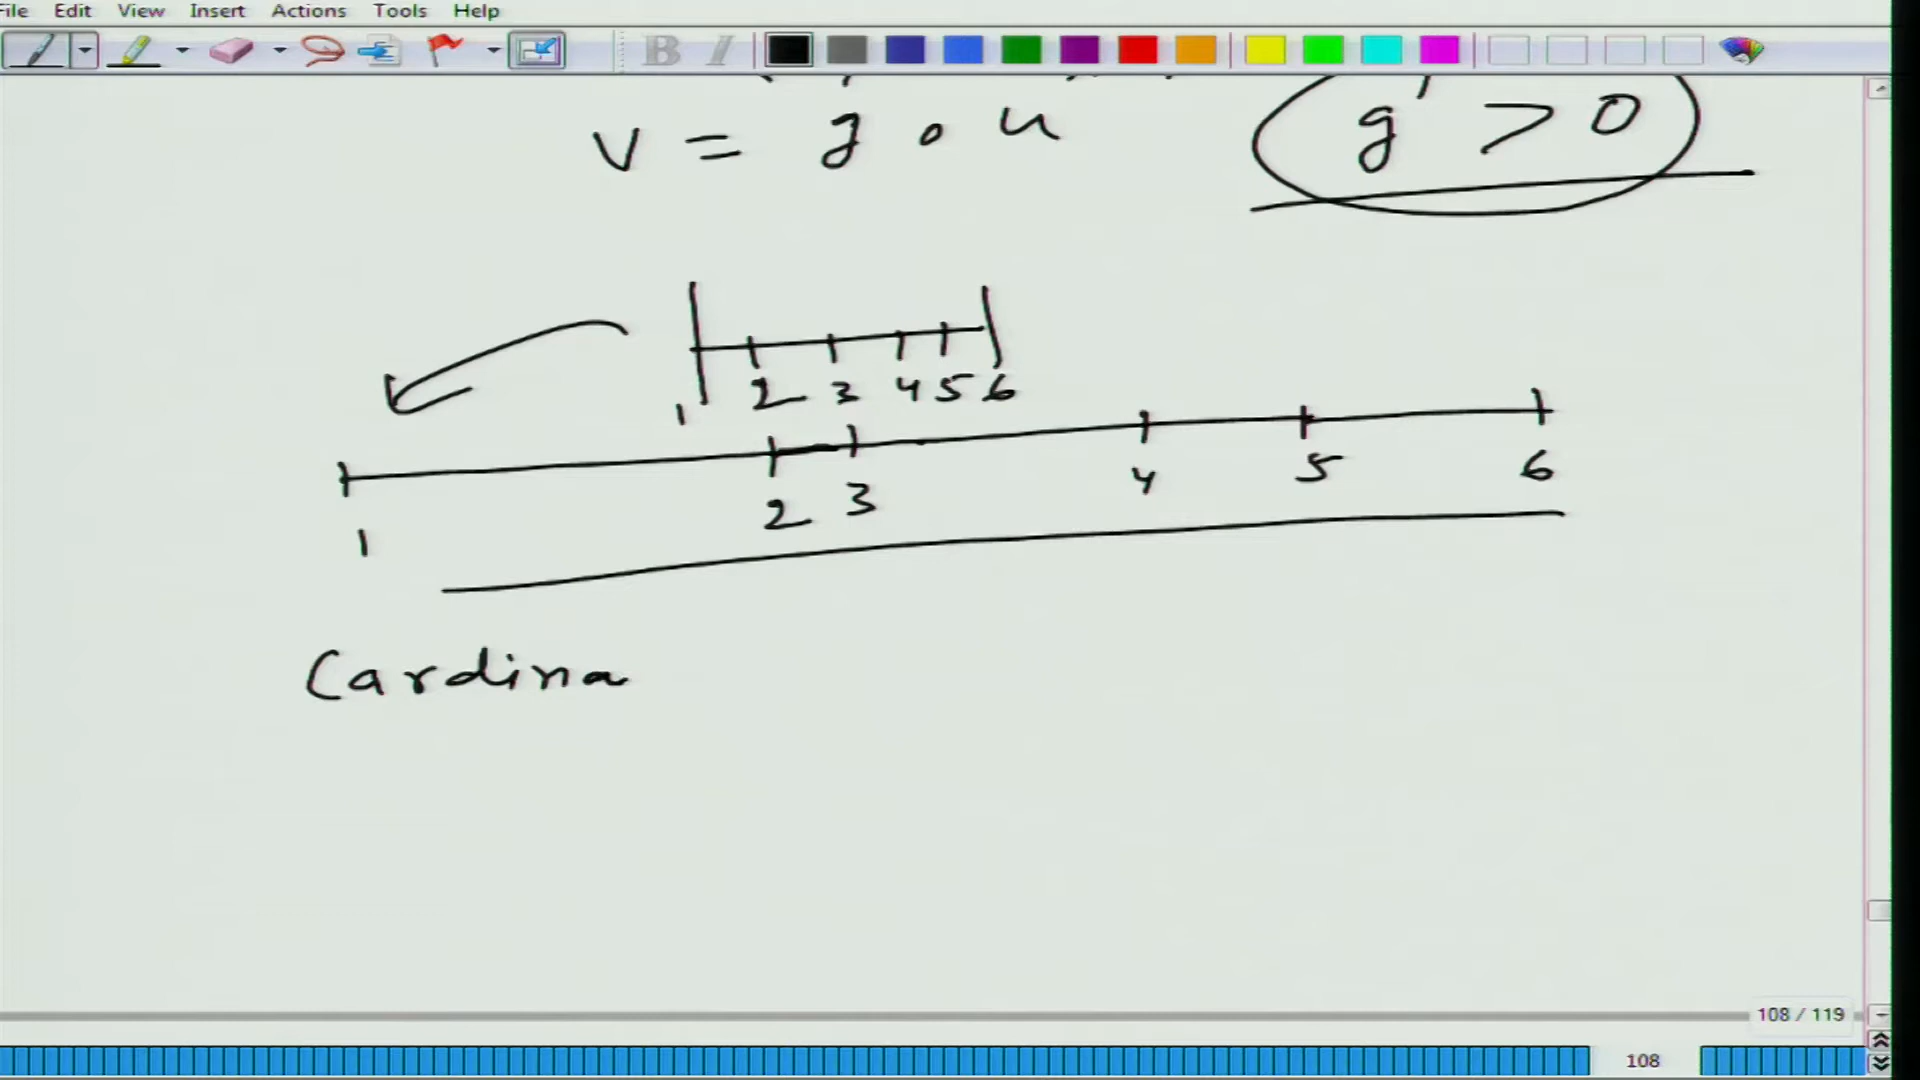 File Edit View Insert Actions Tools Help
B I
v = g ∘ u g' > 0
1 2 3 4 5 6
1 2 3 4 5 6
Cardina
108 / 119
108